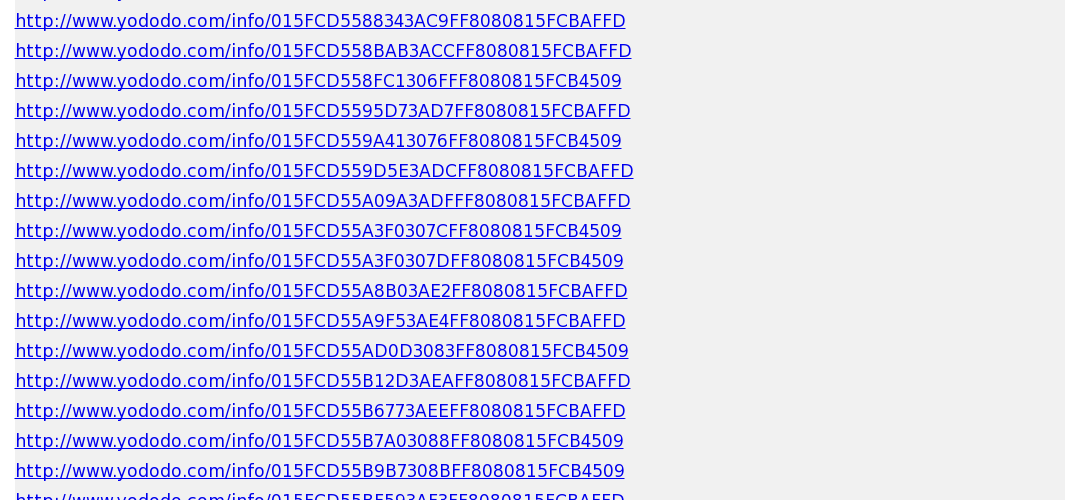 http://www.yododo.com/info/015FCD5588343AC9FF8080815FCBAFFD
http://www.yododo.com/info/015FCD558BAB3ACCFF8080815FCBAFFD
http://www.yododo.com/info/015FCD558FC1306FFF8080815FCB4509
http://www.yododo.com/info/015FCD5595D73AD7FF8080815FCBAFFD
http://www.yododo.com/info/015FCD559A413076FF8080815FCB4509
http://www.yododo.com/info/015FCD559D5E3ADCFF8080815FCBAFFD
http://www.yododo.com/info/015FCD55A09A3ADFFF8080815FCBAFFD
http://www.yododo.com/info/015FCD55A3F0307CFF8080815FCB4509
http://www.yododo.com/info/015FCD55A3F0307DFF8080815FCB4509
http://www.yododo.com/info/015FCD55A8B03AE2FF8080815FCBAFFD
http://www.yododo.com/info/015FCD55A9F53AE4FF8080815FCBAFFD
http://www.yododo.com/info/015FCD55AD0D3083FF8080815FCB4509
http://www.yododo.com/info/015FCD55B12D3AEAFF8080815FCBAFFD
http://www.yododo.com/info/015FCD55B6773AEEFF8080815FCBAFFD
http://www.yododo.com/info/015FCD55B7A03088FF8080815FCB4509
http://www.yododo.com/info/015FCD55B9B7308BFF8080815FCB4509